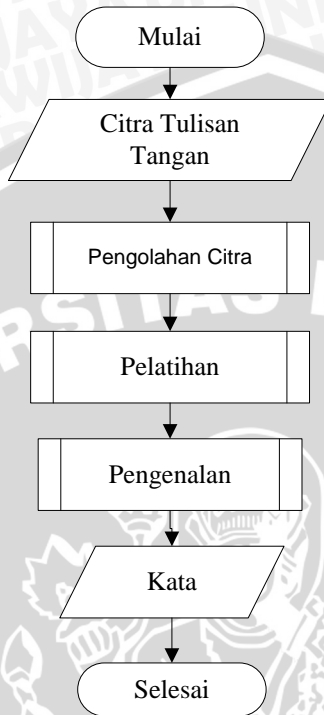 Mulai
Citra Tulisan
Tangan
Pengolahan Citra
Pelatihan
Pengenalan
Kata
Selesai